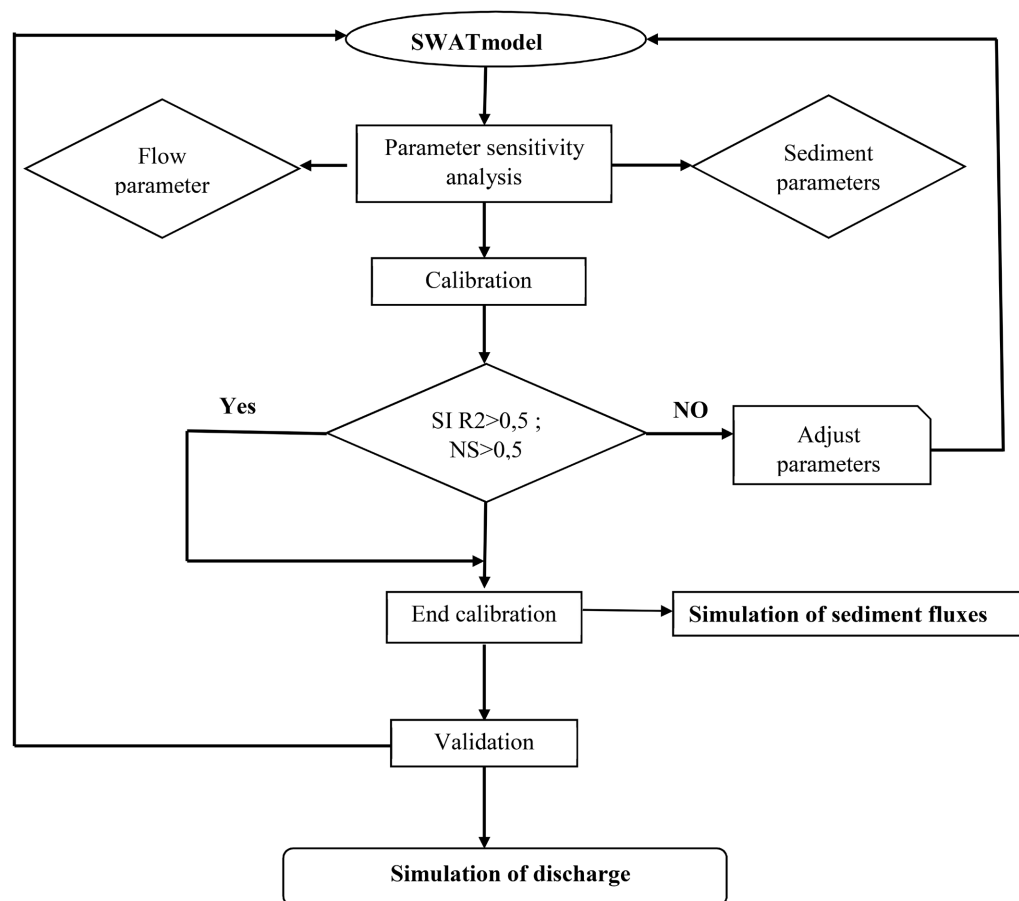 SWATmodel
Flow
parameter
Parameter sensitivity
analysis
Sediment
parameters
Calibration
Yes
SI R2>0,5 ;
NS>0,5
NO
Adjust
parameters
End calibration
Simulation of sediment fluxes
Validation
Simulation of discharge